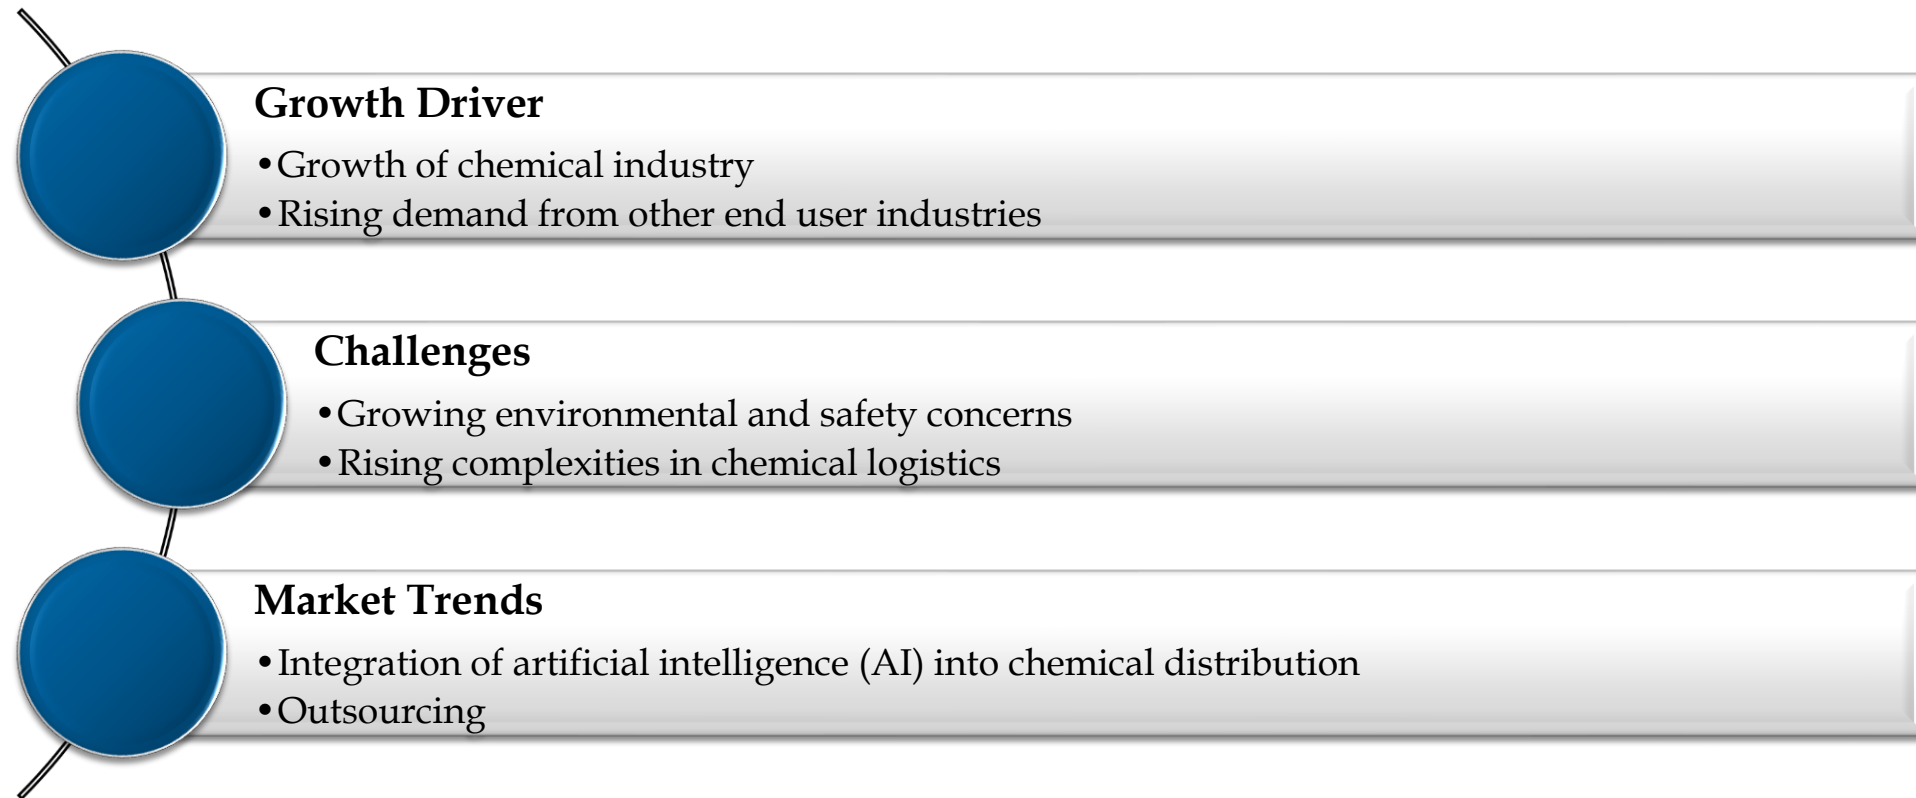 Growth Driver
•Growth of chemical industry
•Rising demand from other end user industries
Challenges
•Growing environmental and safety concerns
•Rising complexities in chemical logistics
Market Trends
•Integration of artificial intelligence (AI) into chemical distribution
•Outsourcing